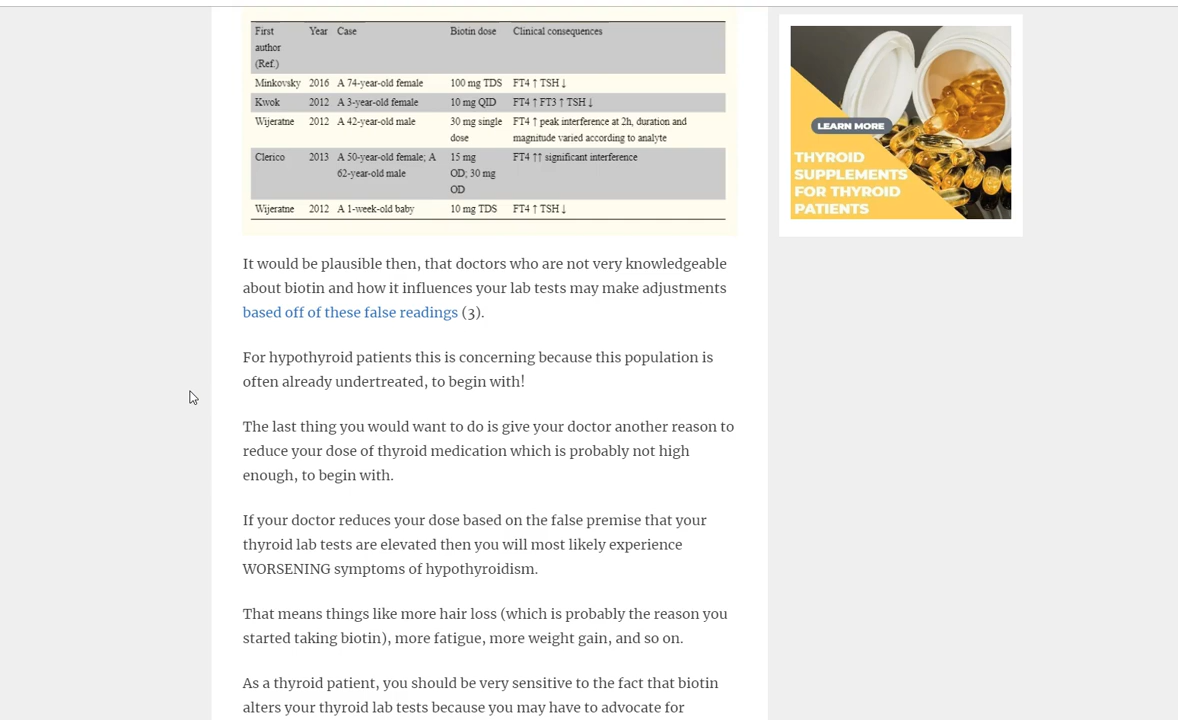 First author (Ref.) Year Case Biotin dose Clinical consequences
Minkovsky 2016 A 74-year-old female 100 mg TDS FT4 ↑ TSH ↓
Kwok 2012 A 3-year-old female 10 mg QID FT4 ↑ FT3 ↑ TSH ↓
Wijeratne 2012 A 42-year-old male 30 mg single dose FT4 ↑ peak interference at 2h, duration and magnitude varied according to analyte
Clerico 2013 A 50-year-old female; A 62-year-old male 15 mg OD; 30 mg OD FT4 ↑↑ significant interference
Wijeratne 2012 A 1-week-old baby 10 mg TDS FT4 ↑ TSH ↓
It would be plausible then, that doctors who are not very knowledgeable
about biotin and how it influences your lab tests may make adjustments
based off of these false readings (3).
For hypothyroid patients this is concerning because this population is
often already undertreated, to begin with!
The last thing you would want to do is give your doctor another reason to
reduce your dose of thyroid medication which is probably not high
enough, to begin with.
If your doctor reduces your dose based on the false premise that your
thyroid lab tests are elevated then you will most likely experience
WORSENING symptoms of hypothyroidism.
That means things like more hair loss (which is probably the reason you
started taking biotin), more fatigue, more weight gain, and so on.
As a thyroid patient, you should be very sensitive to the fact that biotin
alters your thyroid lab tests because you may have to advocate for
LEARN MORE
THYROID
SUPPLEMENTS
FOR THYROID
PATIENTS